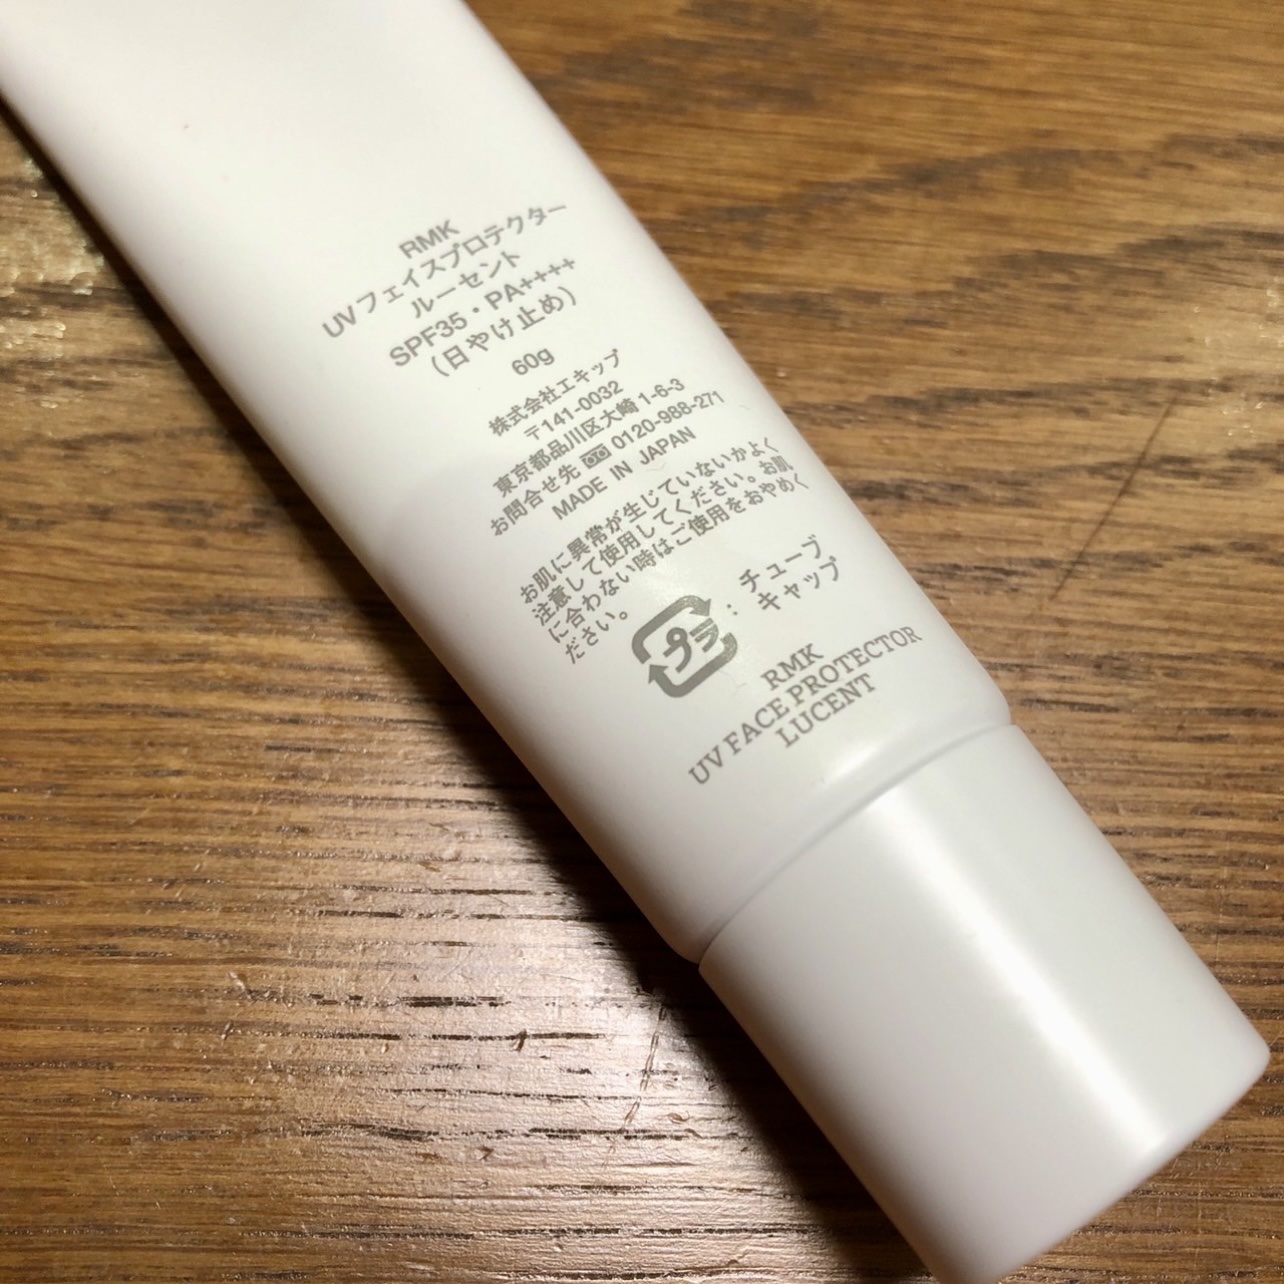 RMK
UVフェイスプロテクター
ルーセント
SPF35・PA++++
(日やけ止め)
60g
株式会社エキップ
〒141-0032
東京都品川区大崎1-6-3
お問合せ先 0120-988-271
MADE IN JAPAN
お肌に異常が生じていないかよく
注意して使用してください。お肌
に合わない時はご使用をおやめく
ださい。
プラ : チューブ
キャップ
RMK
UV FACE PROTECTOR
LUCENT